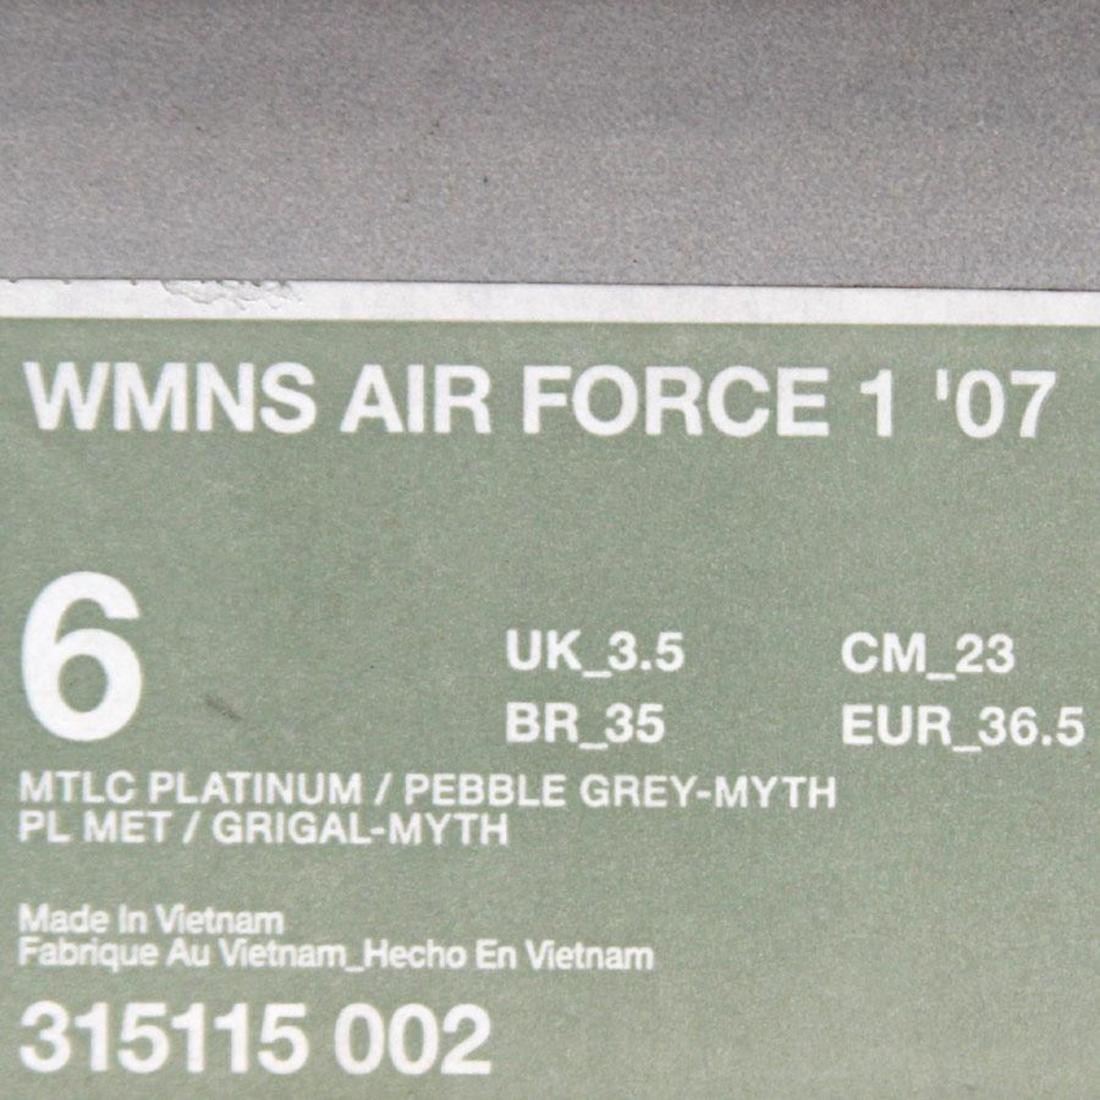 WMNS AIR FORCE 1 '07
6
UK_3.5 CM_23
BR_35 EUR_36.5
MTLC PLATINUM / PEBBLE GREY-MYTH
PL MET / GRIGAL-MYTH
Made In Vietnam
Fabrique Au Vietnam_Hecho En Vietnam
315115 002